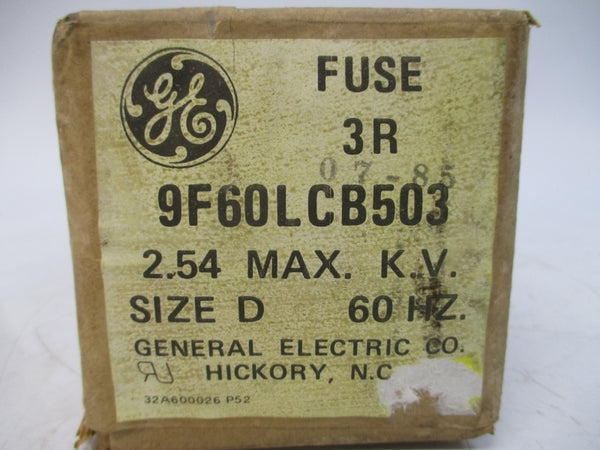 GE
FUSE
3R
07-85
9F60LCB503
2.54 MAX. K.V.
SIZE D 60 HZ.
GENERAL ELECTRIC CO.
HICKORY, N.C
32A600026 P52